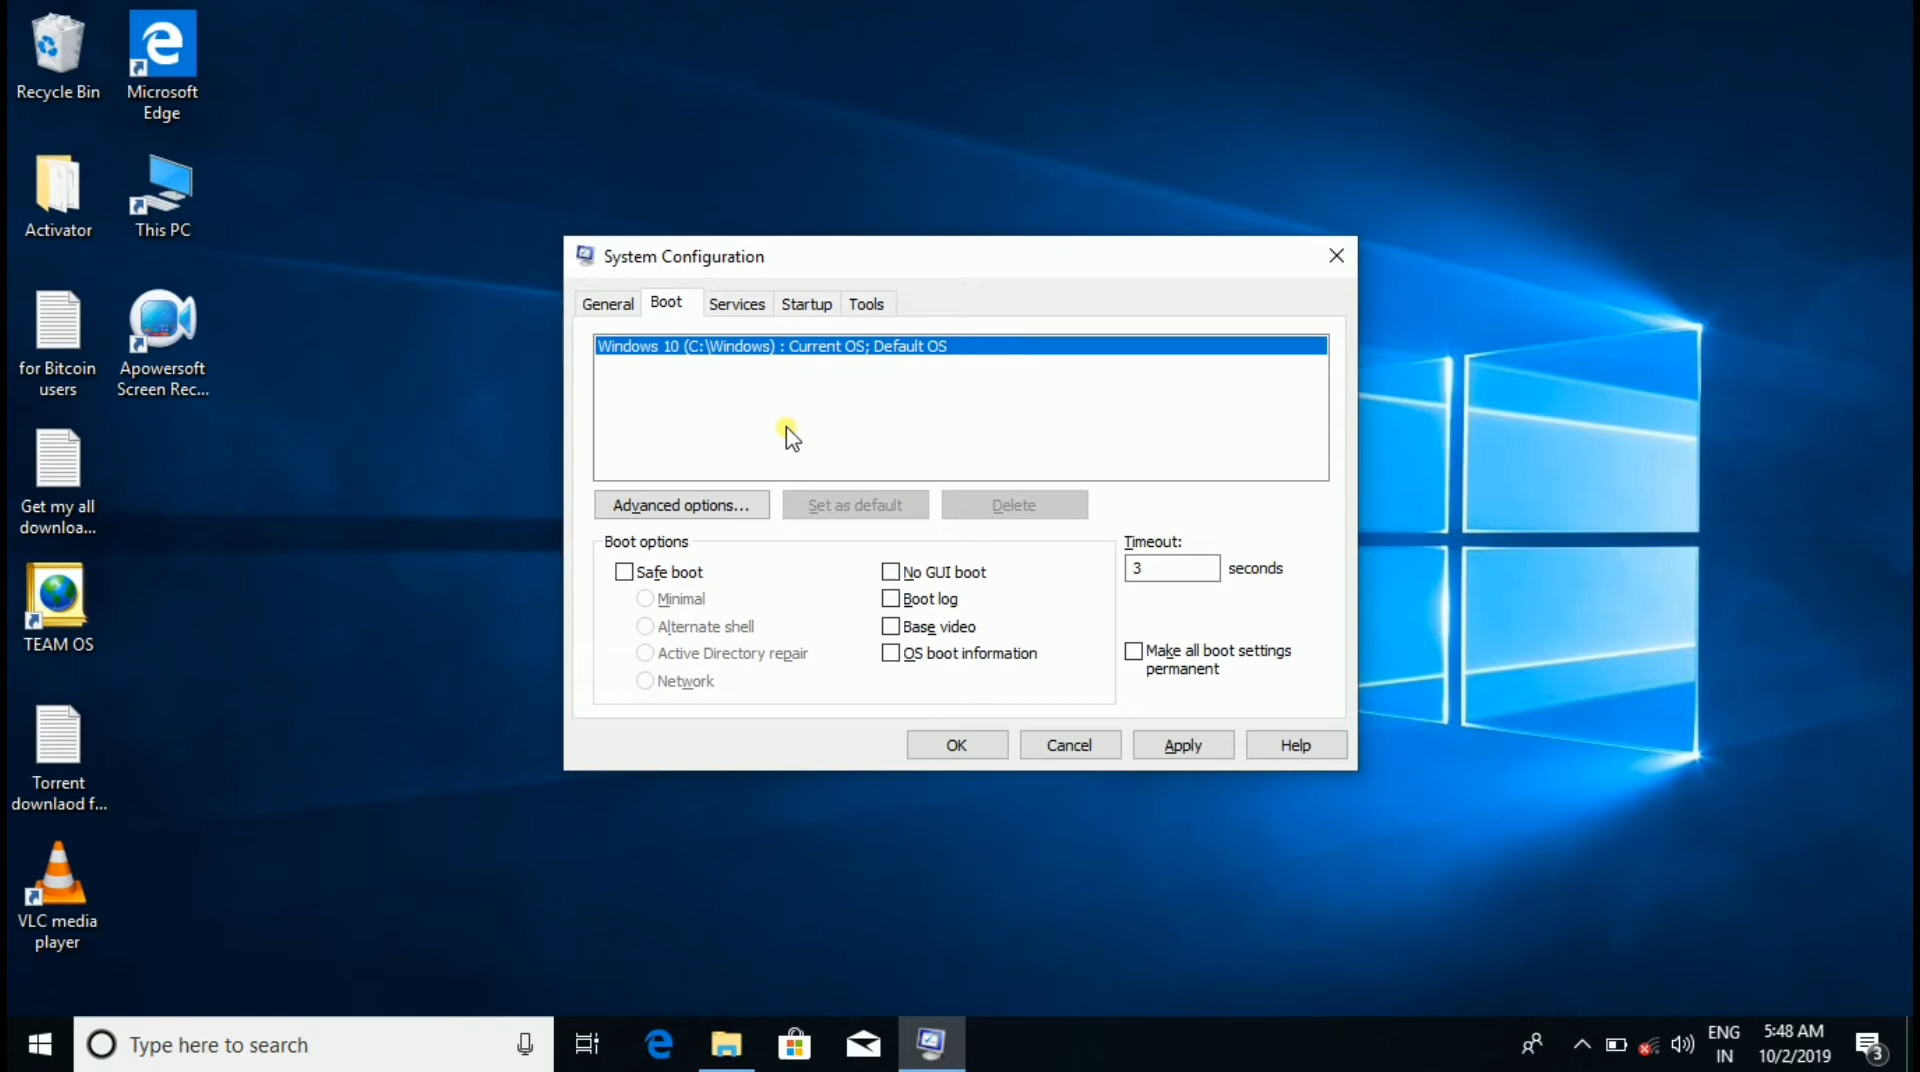 Recycle Bin
Microsoft
Edge
Activator
This PC
for Bitcoin
users
Apowersoft
Screen Rec...
Get my all
downloa...
TEAM OS
Torrent
downlaod f...
VLC media
player
System Configuration
General
Boot
Services
Startup
Tools
Windows 10 (C:\Windows) : Current OS; Default OS
Advanced options...
Set as default
Delete
Boot options
Safe boot
Minimal
Alternate shell
Active Directory repair
Network
No GUI boot
Boot log
Base video
OS boot information
Timeout:
3 seconds
Make all boot settings
permanent
OK
Cancel
Apply
Help
Type here to search
ENG
IN
5:48 AM
10/2/2019
3